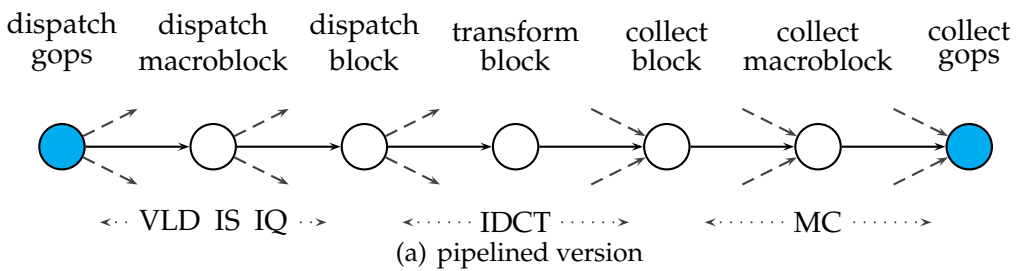 dispatch gops
dispatch macroblock
dispatch block
transform block
collect block
collect macroblock
collect gops
VLD IS IQ
IDCT
MC
(a) pipelined version